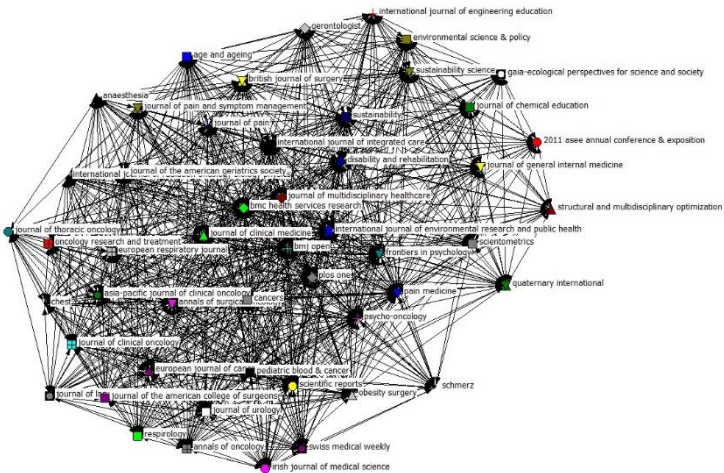 international journal of engineering education
gerontologist
environmental science & policy
age and ageing
sustainability science
gaia-ecological perspectives for science and society
british journal of surgery
anaesthesia
journal of pain and symptom management
journal of chemical education
sustainability
journal of pain
2011 asee annual conference & exposition
international journal of integrated care
disability and rehabilitation
journal of general internal medicine
journal of the american geriatrics society
international
journal of multidisciplinary healthcare
bmc health services research
structural and multidisciplinary optimization
journal of thoracic oncology
journal of clinical medicine
international journal of environmental research and public health
oncology research and treatment
european respiratory journal
bmj open
scientometrics
frontiers in psychology
plos one
quaternary international
asia-pacific journal of clinical oncology
chest
annals of surgical
cancers
pain medicine
psycho-oncology
journal of clinical oncology
european journal of cancer
pediatric blood & cancer
scientific reports
schmerz
journal of
journal of the american college of surgeons
obesity surgery
journal of urology
respirology
annals of oncology
swiss medical weekly
irish journal of medical science